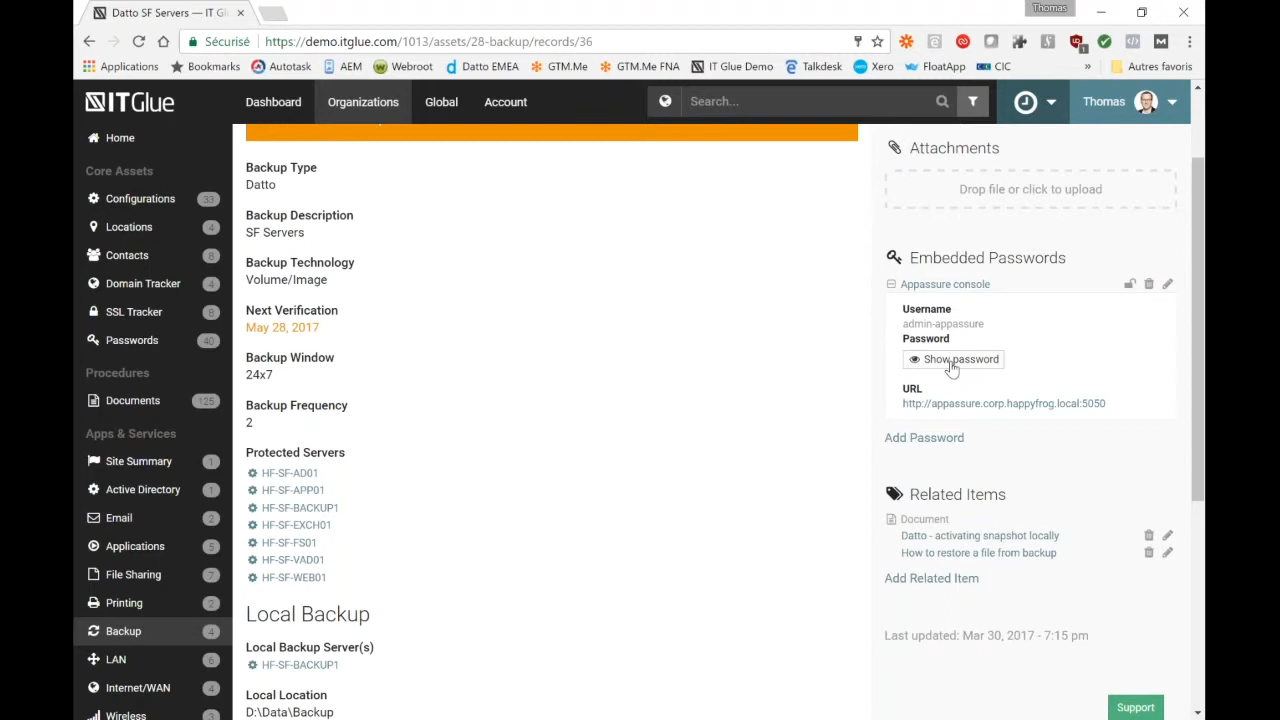 Datto SF Servers — IT Gl
Thomas
Sécurisé
https://demo.itglue.com/1013/assets/28-backup/records/36
1
Applications
Bookmarks
Autotask
AEM
Webroot
Datto EMEA
GTM.Me
GTM.Me FNA
IT Glue Demo
Talkdesk
Xero
FloatApp
CIC
»
Autres favoris
ITGlue
Dashboard
Organizations
Global
Account
Search...
Thomas
Home
Core Assets
Configurations 33
Locations 4
Contacts 8
Domain Tracker 4
SSL Tracker 8
Passwords 40
Procedures
Documents 125
Apps & Services
Site Summary 1
Active Directory 1
Email 2
Applications 5
File Sharing 7
Printing 2
Backup 4
LAN 6
Internet/WAN 4
Wireless 3
Backup Type
Datto
Backup Description
SF Servers
Backup Technology
Volume/Image
Next Verification
May 28, 2017
Backup Window
24x7
Backup Frequency
2
Protected Servers
HF-SF-AD01
HF-SF-APP01
HF-SF-BACKUP1
HF-SF-EXCH01
HF-SF-FS01
HF-SF-VAD01
HF-SF-WEB01
Local Backup
Local Backup Server(s)
HF-SF-BACKUP1
Local Location
D:\Data\Backup
Attachments
Drop file or click to upload
Embedded Passwords
Appassure console
Username
admin-appassure
Password
Show password
URL
http://appassure.corp.happyfrog.local:5050
Add Password
Related Items
Document
Datto - activating snapshot locally
How to restore a file from backup
Add Related Item
Last updated: Mar 30, 2017 - 7:15 pm
Support